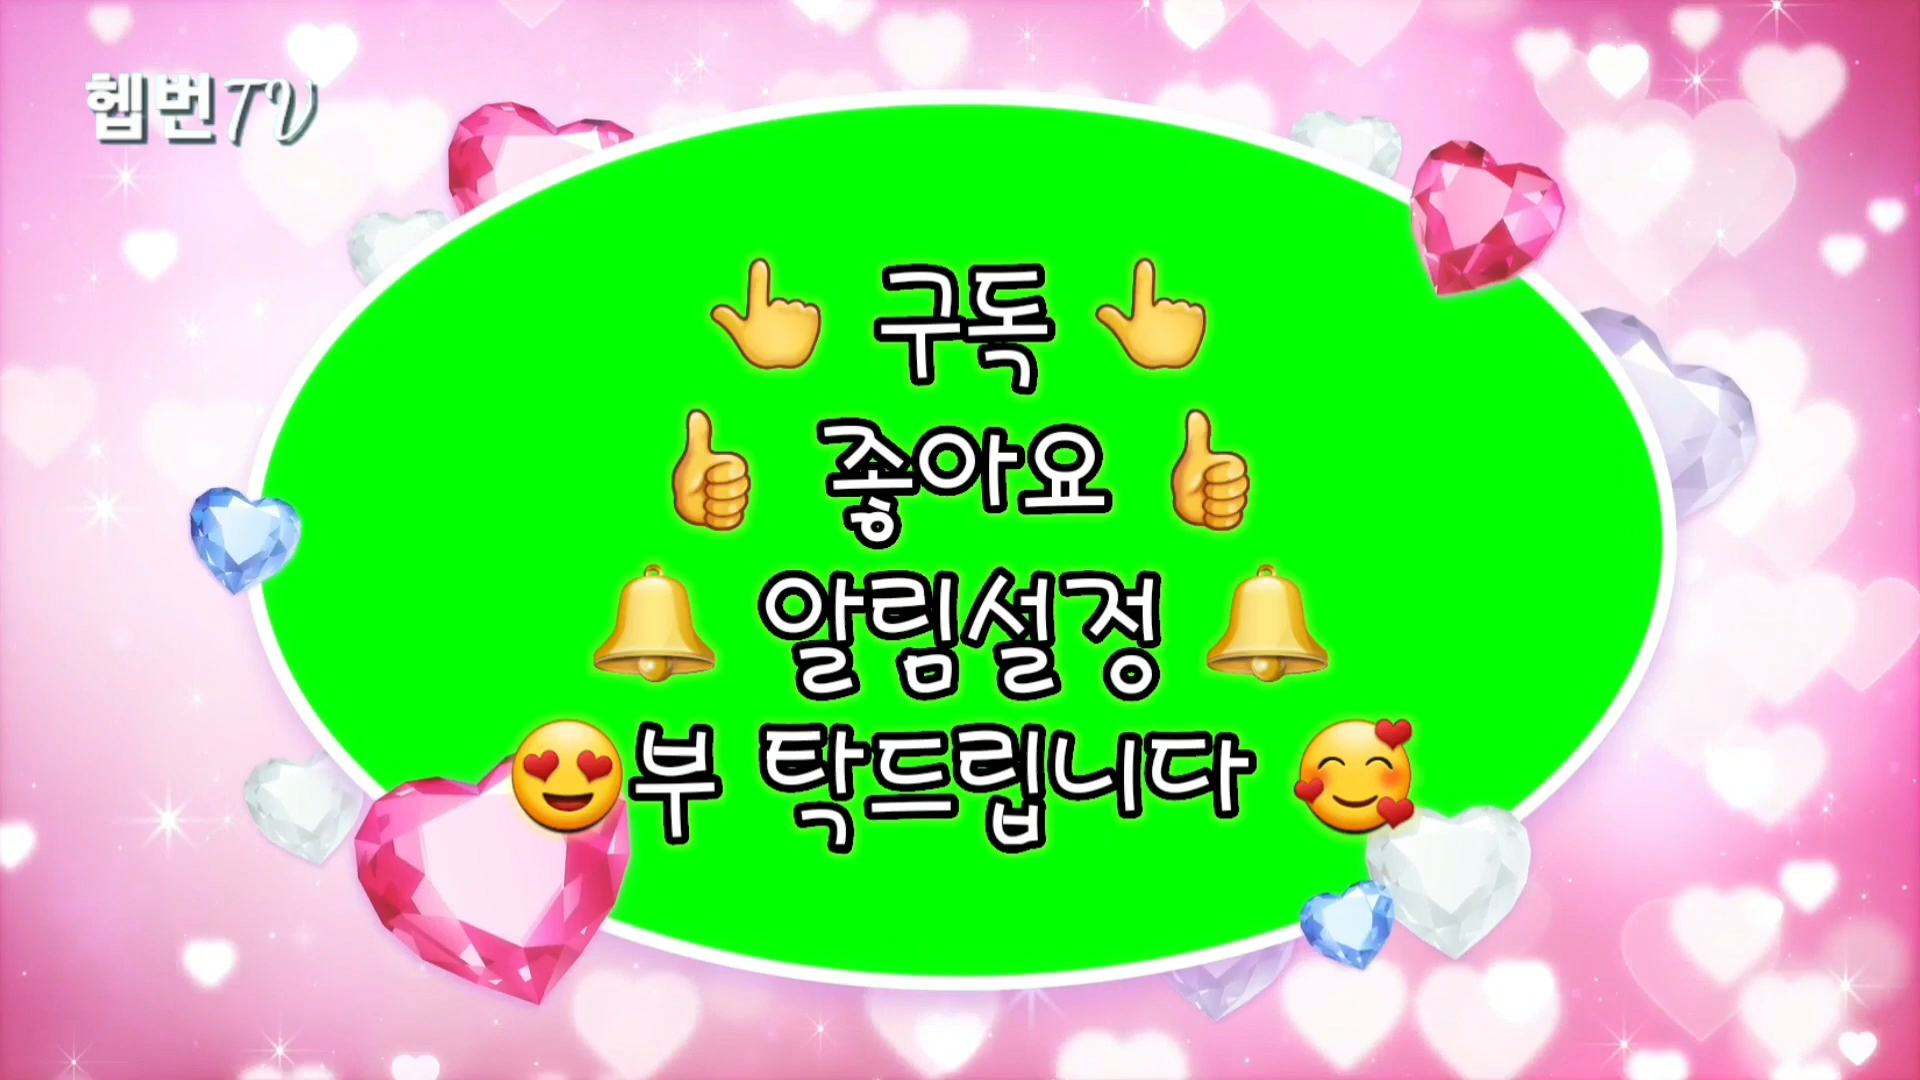 헵번TV
👆 구독 👆
👍 좋아요 👍
🔔 알림설정 🔔
😍부 탁드립니다 🥰